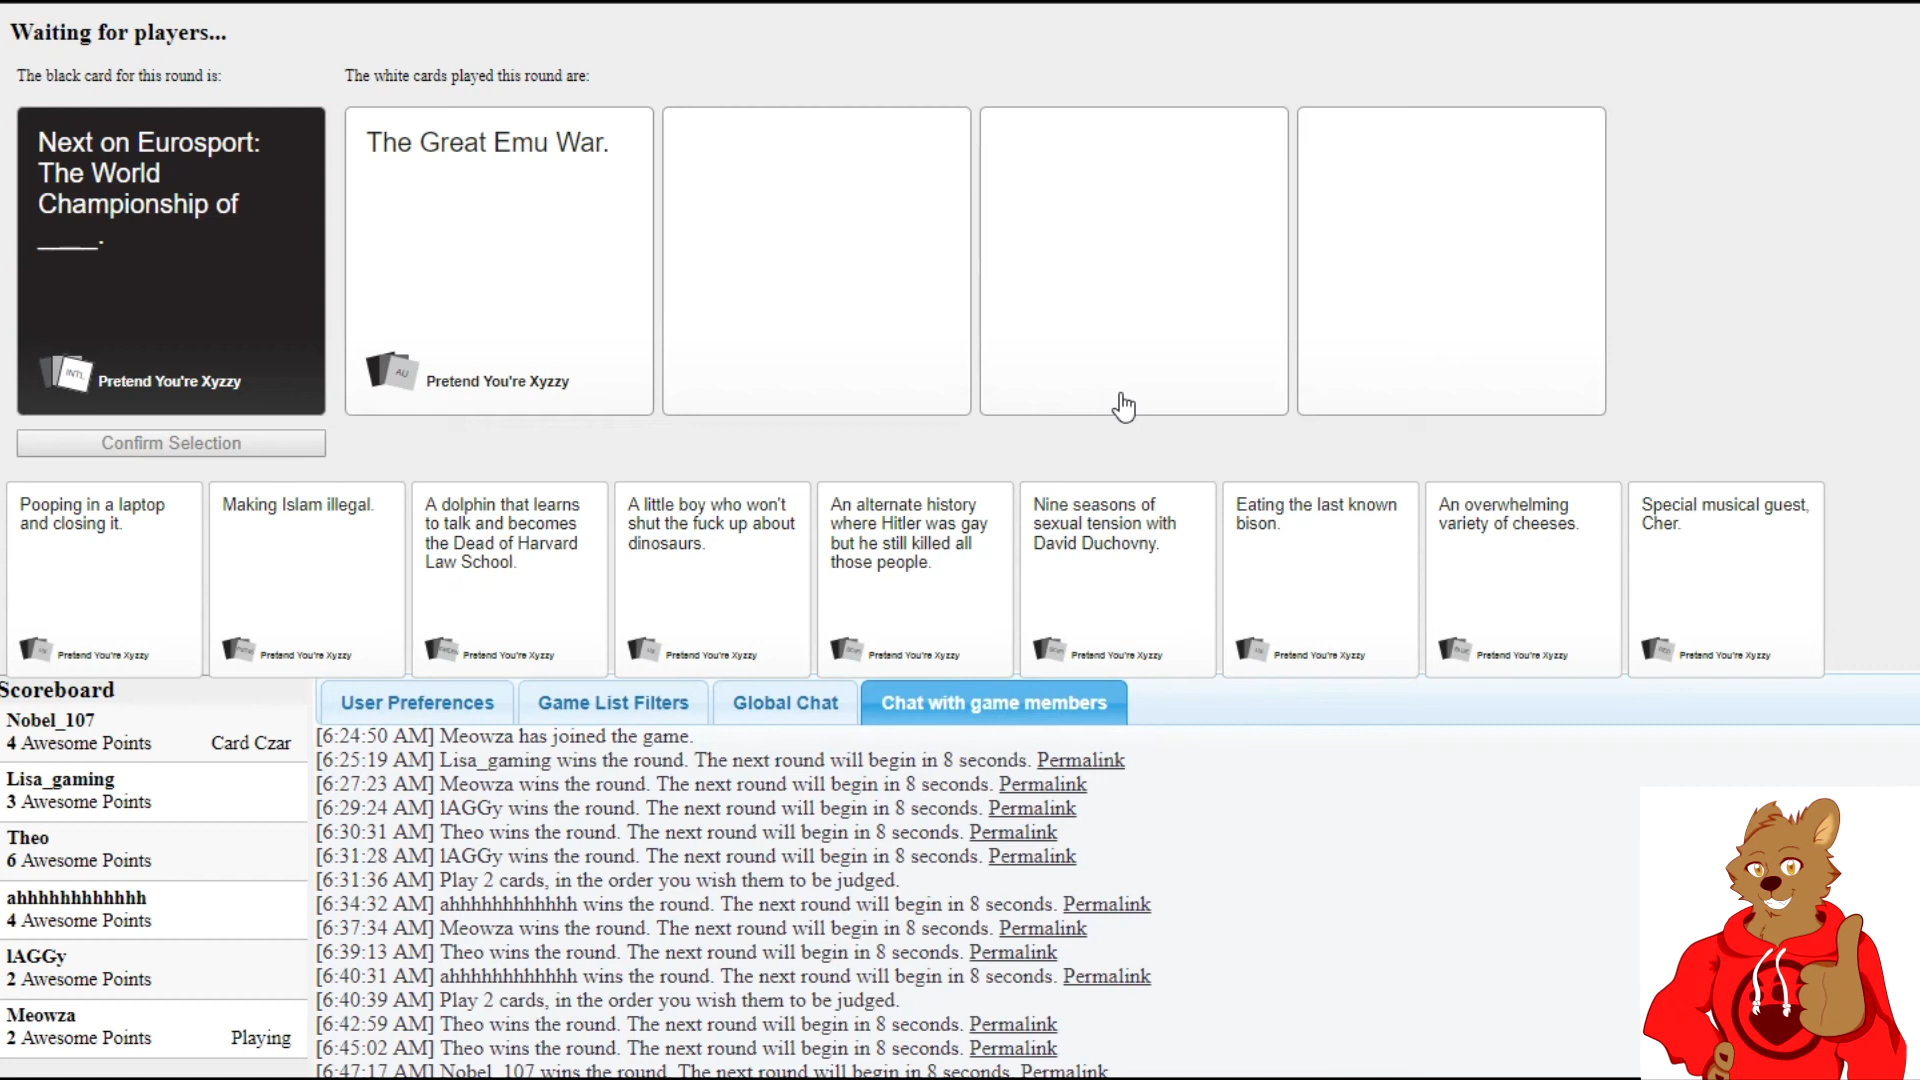 Waiting for players...
The black card for this round is:
The white cards played this round are:
Next on Eurosport:
The World
Championship of
____.
INTL
Pretend You're Xyzzy
The Great Emu War.
AU
Pretend You're Xyzzy
Confirm Selection
Pooping in a laptop
and closing it.
Pretend You're Xyzzy
Making Islam illegal.
Pretend You're Xyzzy
A dolphin that learns
to talk and becomes
the Dead of Harvard
Law School.
Pretend You're Xyzzy
A little boy who won't
shut the fuck up about
dinosaurs.
Pretend You're Xyzzy
An alternate history
where Hitler was gay
but he still killed all
those people.
Pretend You're Xyzzy
Nine seasons of
sexual tension with
David Duchovny.
Pretend You're Xyzzy
Eating the last known
bison.
Pretend You're Xyzzy
An overwhelming
variety of cheeses.
Pretend You're Xyzzy
Special musical guest,
Cher.
Pretend You're Xyzzy
Scoreboard
Nobel_107
4 Awesome Points Card Czar
Lisa_gaming
3 Awesome Points
Theo
6 Awesome Points
ahhhhhhhhhhhh
4 Awesome Points
lAGGy
2 Awesome Points
Meowza
2 Awesome Points Playing
User Preferences
Game List Filters
Global Chat
Chat with game members
[6:24:50 AM] Meowza has joined the game.
[6:25:19 AM] Lisa_gaming wins the round. The next round will begin in 8 seconds. Permalink
[6:27:23 AM] Meowza wins the round. The next round will begin in 8 seconds. Permalink
[6:29:24 AM] lAGGy wins the round. The next round will begin in 8 seconds. Permalink
[6:30:31 AM] Theo wins the round. The next round will begin in 8 seconds. Permalink
[6:31:28 AM] lAGGy wins the round. The next round will begin in 8 seconds. Permalink
[6:31:36 AM] Play 2 cards, in the order you wish them to be judged.
[6:34:32 AM] ahhhhhhhhhhhh wins the round. The next round will begin in 8 seconds. Permalink
[6:37:34 AM] Meowza wins the round. The next round will begin in 8 seconds. Permalink
[6:39:13 AM] Theo wins the round. The next round will begin in 8 seconds. Permalink
[6:40:31 AM] ahhhhhhhhhhhh wins the round. The next round will begin in 8 seconds. Permalink
[6:40:39 AM] Play 2 cards, in the order you wish them to be judged.
[6:42:59 AM] Theo wins the round. The next round will begin in 8 seconds. Permalink
[6:45:02 AM] Theo wins the round. The next round will begin in 8 seconds. Permalink
[6:47:17 AM] Nobel_107 wins the round. The next round will begin in 8 seconds. Permalink